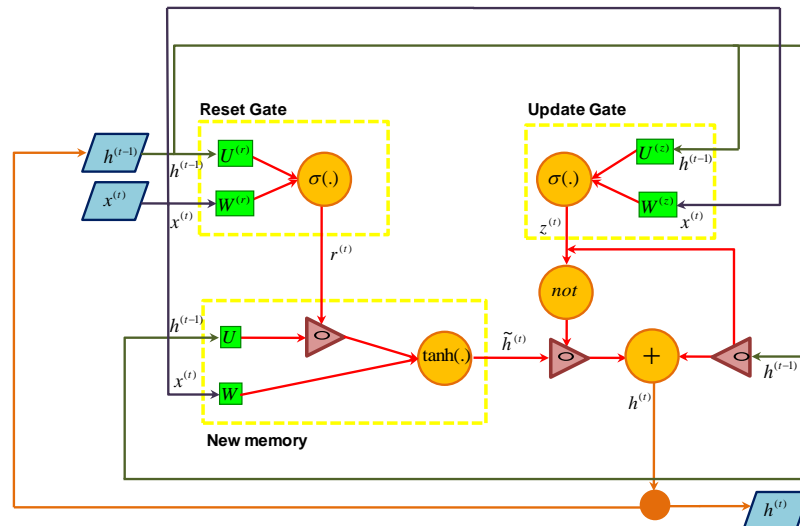 Reset Gate
Update Gate
h^{(t-1)}
h^{(t-1)}
U^{(r)}
σ(.)
σ(.)
U^{(z)}
h^{(t-1)}
x^{(t)}
x^{(t)}
W^{(r)}
W^{(z)}
x^{(t)}
r^{(t)}
z^{(t)}
not
h^{(t-1)}
U
o
tanh(.)
h̃^{(t)}
o
+
o
h^{(t-1)}
x^{(t)}
W
h^{(t)}
New memory
h^{(t)}